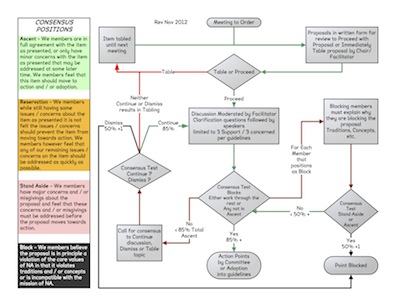 CONSENSUS
POSITIONS
Ascent - We members are in
full agreement with the item
as presented, or only have
minor concerns with the item
as presented that may be
addressed at some later
time. We members feel that
this item should move to
action and / or adoption.
Reservation - We members
while still having some
issues / concerns about the
item as presented it is not
felt the issues / concerns
should prevent the item from
moving towards action. We
members however feel that
any of our remaining issues /
concerns on the item should
be addressed as quickly as
possible.
Stand Aside - We members
have major concerns and / or
misgivings about the
proposal and feel that these
concerns and / or misgivings
must be addressed before
the proposal moves towards
action.
Block - We members believe
the proposal is in principle a
violation of the core values
of NA in that it violates
traditions and / or concepts
or is incompatible with the
mission of NA.
Rev Nov 2012
Meeting to Order
Item tabled
until next
meeting
Proposals in written form for
review to Proceed with
Proposal or Immediately
Table proposal by Chair/
Facilitator
Table
Table or Proceed
Table
Proceed
Neither
Continue or Dismiss
results in Tabling
Dismiss
50% +1
Continue
85%
Discussion Moderated by Facilitator
Clarification questions followed by
speakers
limited to 3 Support / 3 concerned
per guidelines
Blocking members
must explain why
they are blocking the
proposal
Traditions, Concepts,
etc.
For Each
Member
that
positions
as Block
Consensus Test
Continue ?
Dismiss ?
Consensus Test
Blocks
Either work through the
rest or
Any not in
Ascent
No
< 50% +
Consensus
Test
Stand Aside
or
Ascent
No
<85% Total
Ascent
Call for consensus to
Continue discussion,
Dismiss or Table
topic
Yes
85% +
Yes
50% +1
Action Points
by Committee
or Adoption
into guidelines
Point Blocked